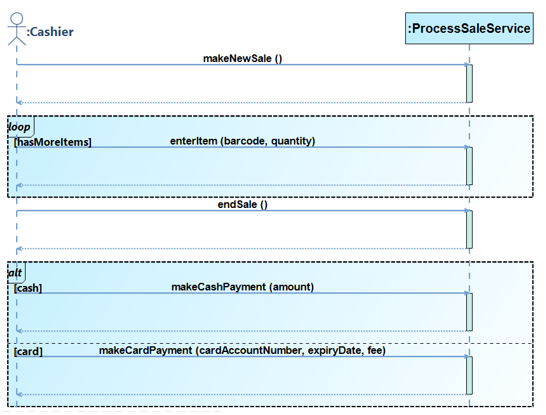 :Cashier
:ProcessSaleService
makeNewSale ()
loop
[hasMoreItems]
enterItem (barcode, quantity)
endSale ()
alt
[cash]
makeCashPayment (amount)
[card]
makeCardPayment (cardAccountNumber, expiryDate, fee)